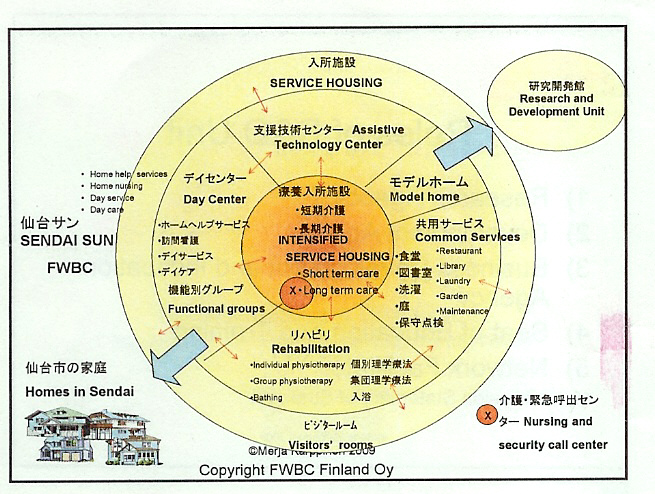 入所施設
SERVICE HOUSING
研究開発館
Research and
Development Unit
支援技術センター Assistive
Technology Center
• Home help services
• Home nursing
• Day service
• Day care
デイセンター
Day Center
モデルホーム
Model home
療養入所施設
•短期介護
•長期介護
INTENSIFIED
SERVICE HOUSING
•Short term care
X •Long term care
仙台サン
SENDAI SUN
FWBC
•ホームヘルプサービス
•訪問看護
•デイサービス
•デイケア
機能別グループ
Functional groups
共用サービス
Common Services
•食堂
•図書室
•洗濯
•庭
•保守点検
•Restaurant
•Library
•Laundry
•Garden
•Maintenance
リハビリ
Rehabilitation
•Individual physiotherapy 個別理学療法
•Group physiotherapy 集団理学療法
•Bathing 入浴
仙台市の家庭
Homes in Sendai
ビジタールーム
Visitors' rooms
X
介護・緊急呼出セン
ター Nursing and
security call center
©Merja Karppinen 2009
Copyright FWBC Finland Oy